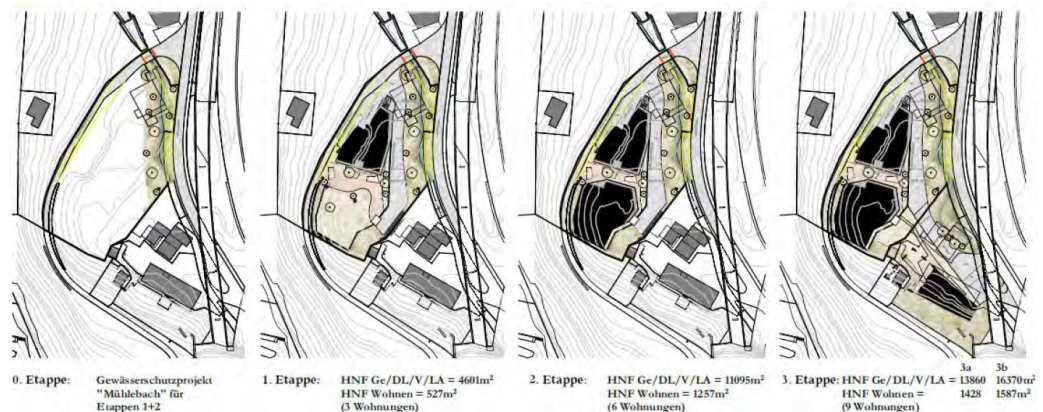 0. Etappe: Gewässerschutzprojekt
"Mühlebach" für
Etappen 1+2
1. Etappe: HNF Ge/DL/V/LA = 4601m²
HNF Wohnen = 527m²
(3 Wohnungen)
2. Etappe: HNF Ge/DL/V/LA = 11095m²
HNF Wohnen = 1257m²
(6 Wohnungen)
3a 3b
3. Etappe: HNF Ge/DL/V/LA = 13860 16370m²
HNF Wohnen = 1428 1587m²
(9 Wohnungen)